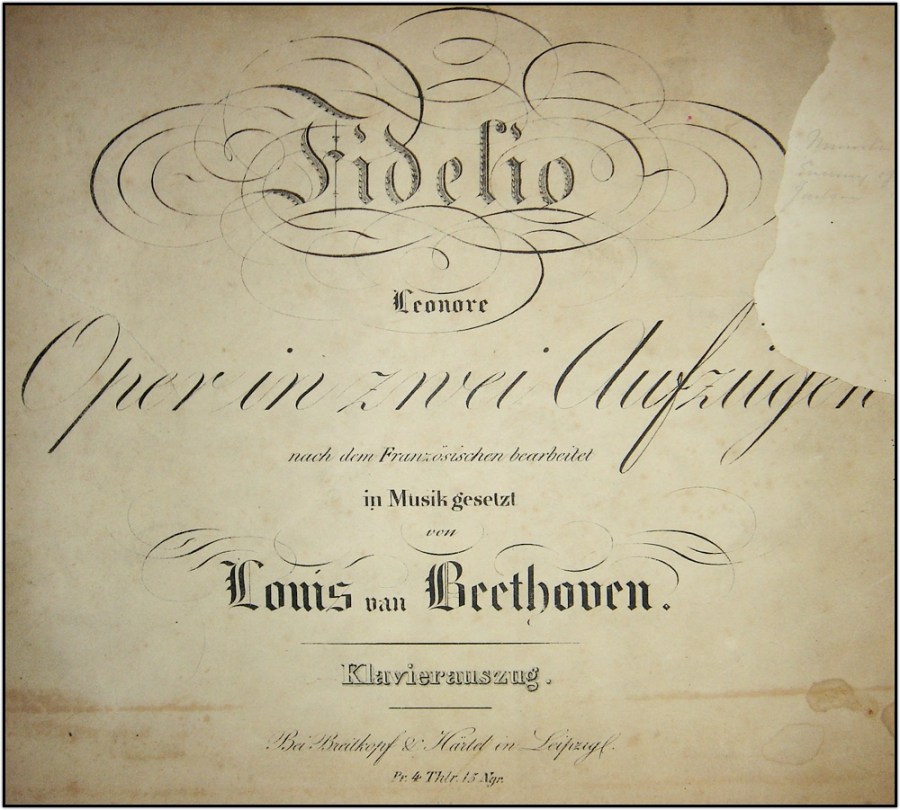 Fidelio
Leonore
Oper in zwei Aufzügen
nach dem Französischen bearbeitet
in Musik gesetzt
von
Louis van Beethoven.
Klavierauszug.
Bei Breitkopf & Härtel in Leipzig.
Pr. 4 Thlr. 15 Ngr.